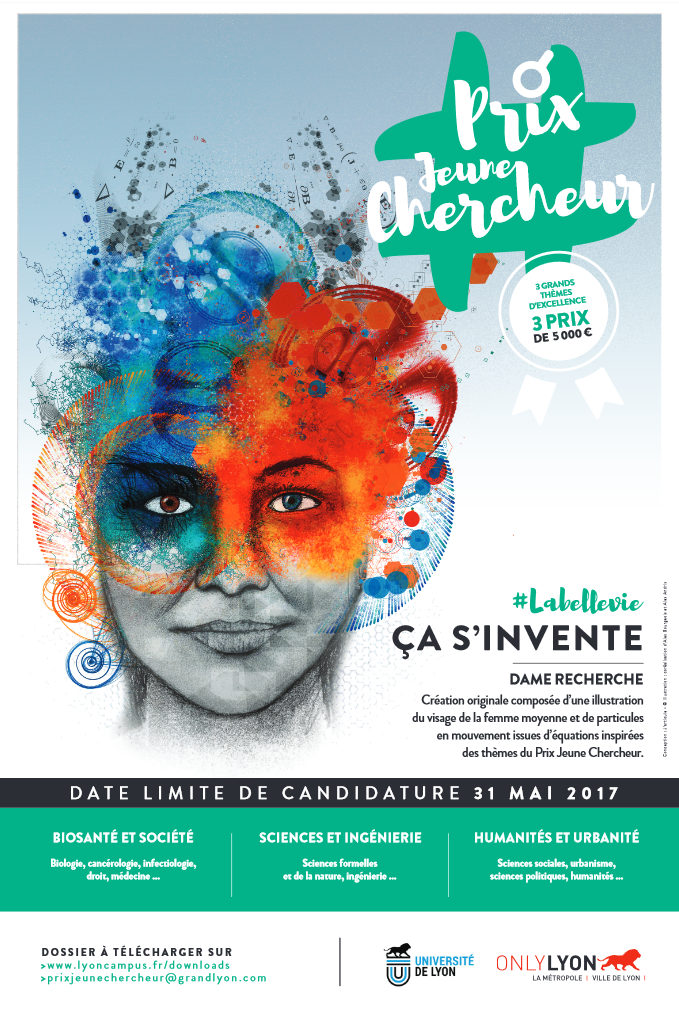 Prix
Jeune
Chercheur
3 GRANDS
THÈMES
D'EXCELLENCE
3 PRIX
DE 5 000 €
#Labellevie
ÇA S'INVENTE
DAME RECHERCHE
Création originale composée d'une illustration
du visage de la femme moyenne et de particules
en mouvement issues d'équations inspirées
des thèmes du Prix Jeune Chercheur.
DATE LIMITE DE CANDIDATURE 31 MAI 2017
BIOSANTÉ ET SOCIÉTÉ
Biologie, cancérologie, infectiologie,
droit, médecine ...
SCIENCES ET INGÉNIERIE
Sciences formelles
et de la nature, ingénierie ...
HUMANITÉS ET URBANITÉ
Sciences sociales, urbanisme,
sciences politiques, humanités ...
DOSSIER À TÉLÉCHARGER SUR
>www.lyoncampus.fr/downloads
>prixjeunechercheur@grandlyon.com
UNIVERSITÉ
DE LYON
ONLYLYON
LA MÉTROPOLE | VILLE DE LYON |